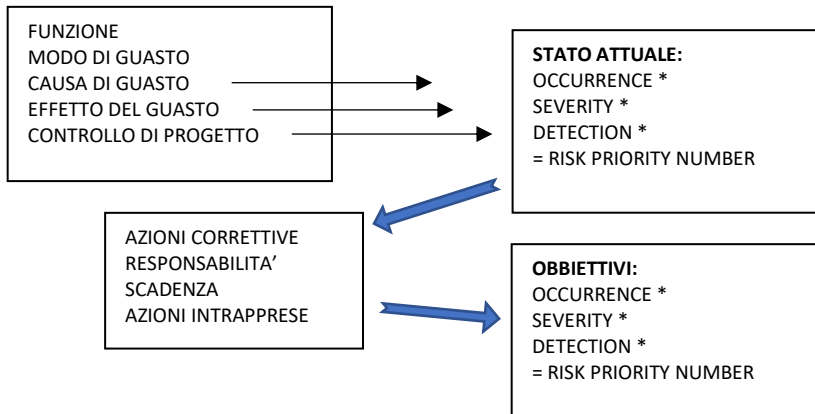 FUNZIONE
MODO DI GUASTO
CAUSA DI GUASTO
EFFETTO DEL GUASTO
CONTROLLO DI PROGETTO
STATO ATTUALE:
OCCURRENCE *
SEVERITY *
DETECTION *
= RISK PRIORITY NUMBER
AZIONI CORRETTIVE
RESPONSABILITA’
SCADENZA
AZIONI INTRAPPRESE
OBBIETTIVI:
OCCURRENCE *
SEVERITY *
DETECTION *
= RISK PRIORITY NUMBER